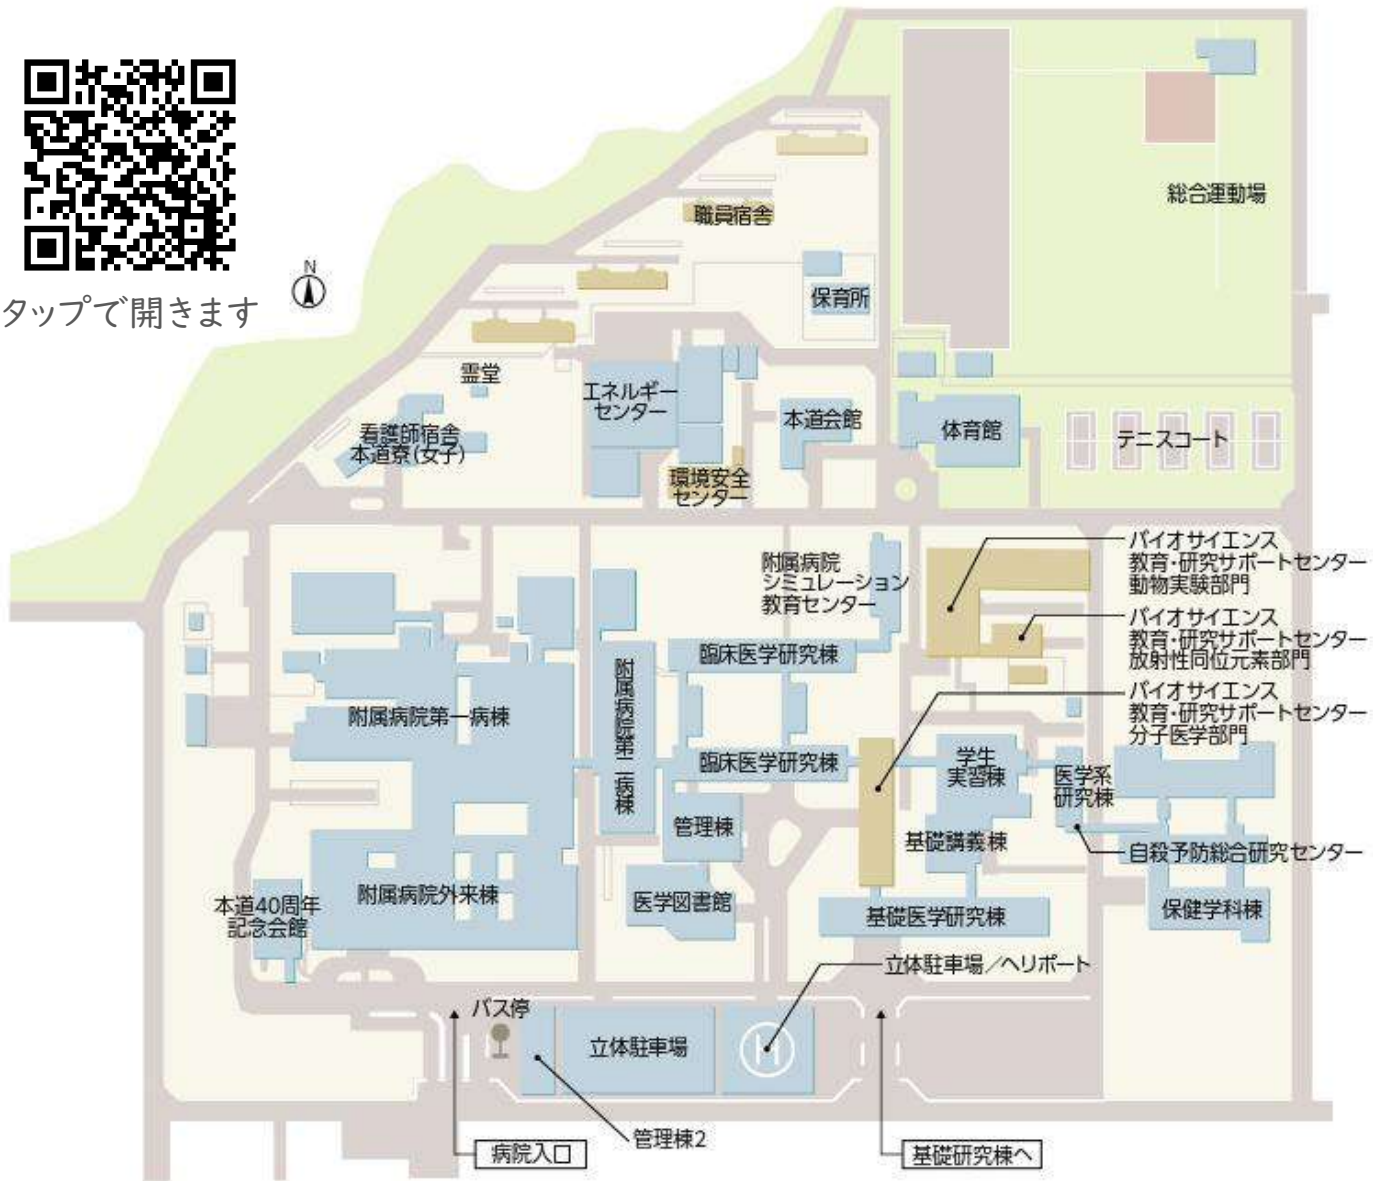 タップで開きます
N
総合運動場
職員宿舎
保育所
霊堂
エネルギー
センター
本道会館
体育館
テニスコート
看護師宿舎
本道寮(女子)
環境安全
センター
附属病院
シミュレーション
教育センター
バイオサイエンス
教育・研究サポートセンター
動物実験部門
バイオサイエンス
教育・研究サポートセンター
放射性同位元素部門
バイオサイエンス
教育・研究サポートセンター
分子医学部門
臨床医学研究棟
附属病院第一病棟
附属病院第二病棟
臨床医学研究棟
学生
実習棟
医学系
研究棟
管理棟
基礎講義棟
自殺予防総合研究センター
附属病院外来棟
医学図書館
本道40周年
記念会館
基礎医学研究棟
保健学科棟
立体駐車場/ヘリポート
バス停
立体駐車場
H
管理棟2
病院入口
基礎研究棟へ